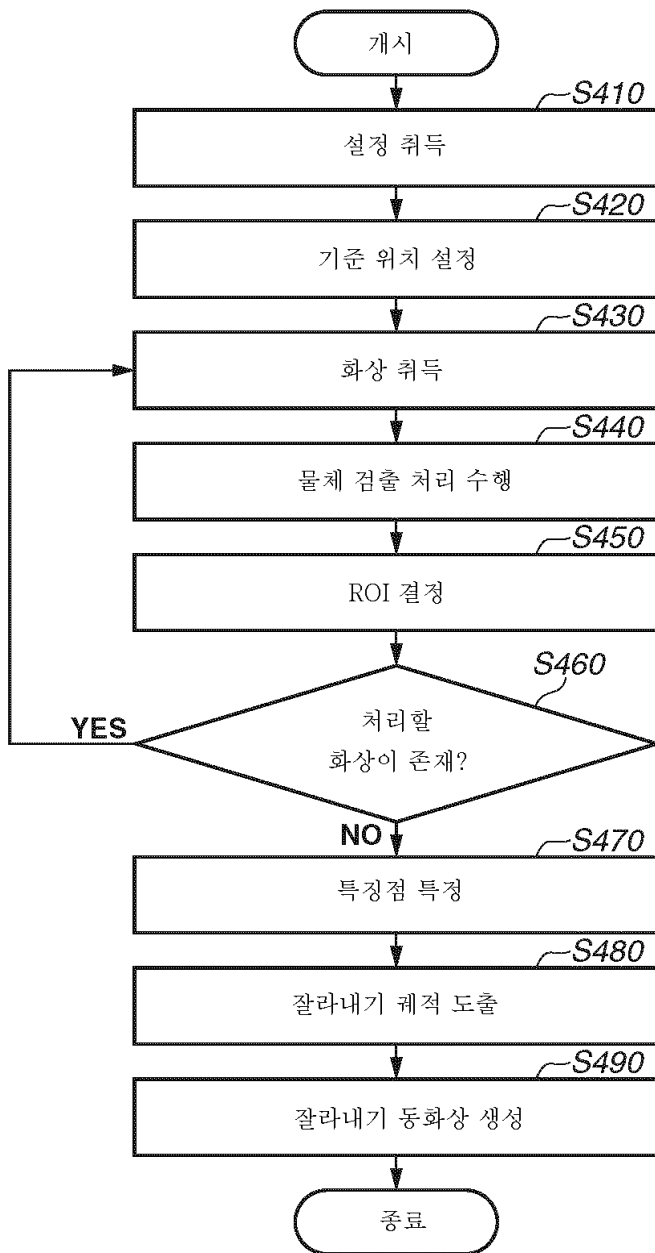 개시
S410
설정 취득
S420
기준 위치 설정
S430
화상 취득
S440
물체 검출 처리 수행
S450
ROI 결정
S460
처리할
화상이 존재?
YES
NO
S470
특징점 특정
S480
잘라내기 궤적 도출
S490
잘라내기 동화상 생성
종료